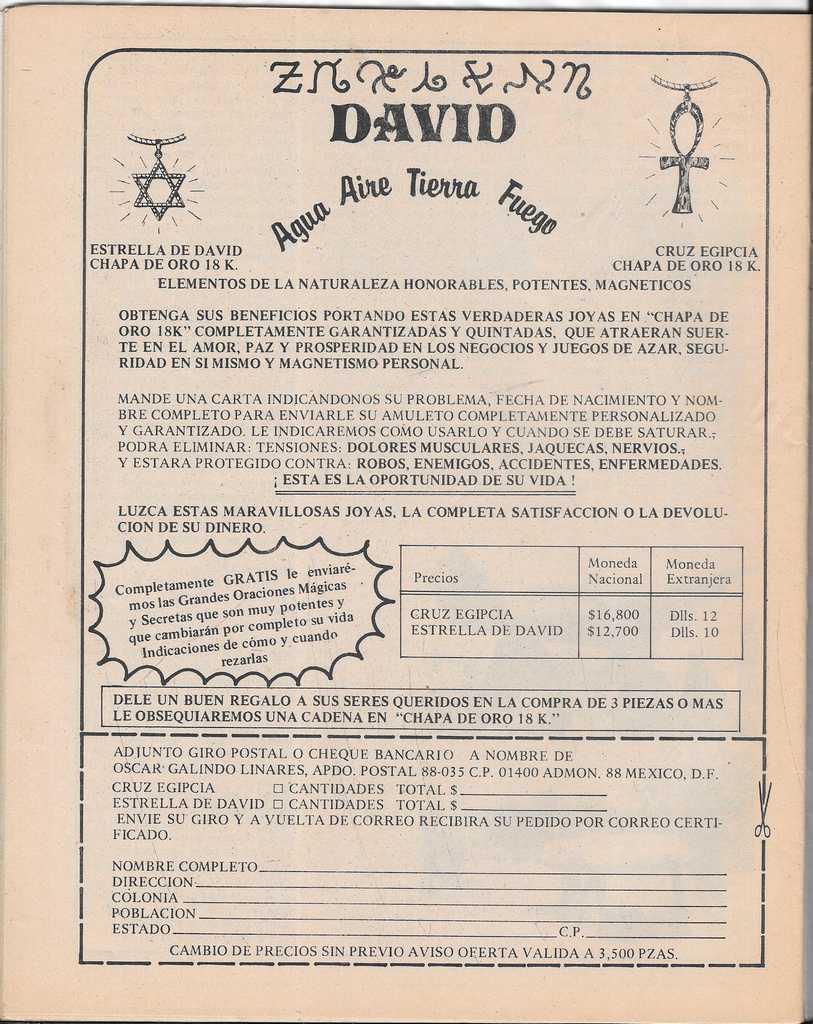 DAVID
Agua Aire Tierra Fuego
ESTRELLA DE DAVID
CHAPA DE ORO 18 K.
CRUZ EGIPCIA
CHAPA DE ORO 18 K.
ELEMENTOS DE LA NATURALEZA HONORABLES, POTENTES, MAGNETICOS
OBTENGA SUS BENEFICIOS PORTANDO ESTAS VERDADERAS JOYAS EN "CHAPA DE
ORO 18K" COMPLETAMENTE GARANTIZADAS Y QUINTADAS, QUE ATRAERAN SUER-
TE EN EL AMOR, PAZ Y PROSPERIDAD EN LOS NEGOCIOS Y JUEGOS DE AZAR, SEGU-
RIDAD EN SI MISMO Y MAGNETISMO PERSONAL.
MANDE UNA CARTA INDICANDONOS SU PROBLEMA, FECHA DE NACIMIENTO Y NOM-
BRE COMPLETO PARA ENVIARLE SU AMULETO COMPLETAMENTE PERSONALIZADO
Y GARANTIZADO. LE INDICAREMOS COMO USARLO Y CUANDO SE DEBE SATURAR.-
PODRA ELIMINAR: TENSIONES: DOLORES MUSCULARES, JAQUECAS, NERVIOS.-
Y ESTARA PROTEGIDO CONTRA: ROBOS, ENEMIGOS, ACCIDENTES, ENFERMEDADES.
¡ ESTA ES LA OPORTUNIDAD DE SU VIDA !
LUZCA ESTAS MARAVILLOSAS JOYAS, LA COMPLETA SATISFACCION O LA DEVOLU-
CION DE SU DINERO.
Completamente GRATIS le enviaré-
mos las Grandes Oraciones Mágicas
y Secretas que son muy potentes y
que cambiarán por completo su vida
Indicaciones de cómo y cuando
rezarlas
Precios Moneda Nacional Moneda Extranjera
CRUZ EGIPCIA $16,800 Dlls. 12
ESTRELLA DE DAVID $12,700 Dlls. 10
DELE UN BUEN REGALO A SUS SERES QUERIDOS EN LA COMPRA DE 3 PIEZAS O MAS
LE OBSEQUIAREMOS UNA CADENA EN "CHAPA DE ORO 18 K."
ADJUNTO GIRO POSTAL O CHEQUE BANCARIO A NOMBRE DE
OSCAR GALINDO LINARES, APDO. POSTAL 88-035 C.P. 01400 ADMON. 88 MEXICO, D.F.
CRUZ EGIPCIA □ CANTIDADES TOTAL $
ESTRELLA DE DAVID □ CANTIDADES TOTAL $
ENVIE SU GIRO Y A VUELTA DE CORREO RECIBIRA SU PEDIDO POR CORREO CERTI-
FICADO.
NOMBRE COMPLETO
DIRECCION
COLONIA
POBLACION
ESTADO C.P.
CAMBIO DE PRECIOS SIN PREVIO AVISO OFERTA VALIDA A 3,500 PZAS.